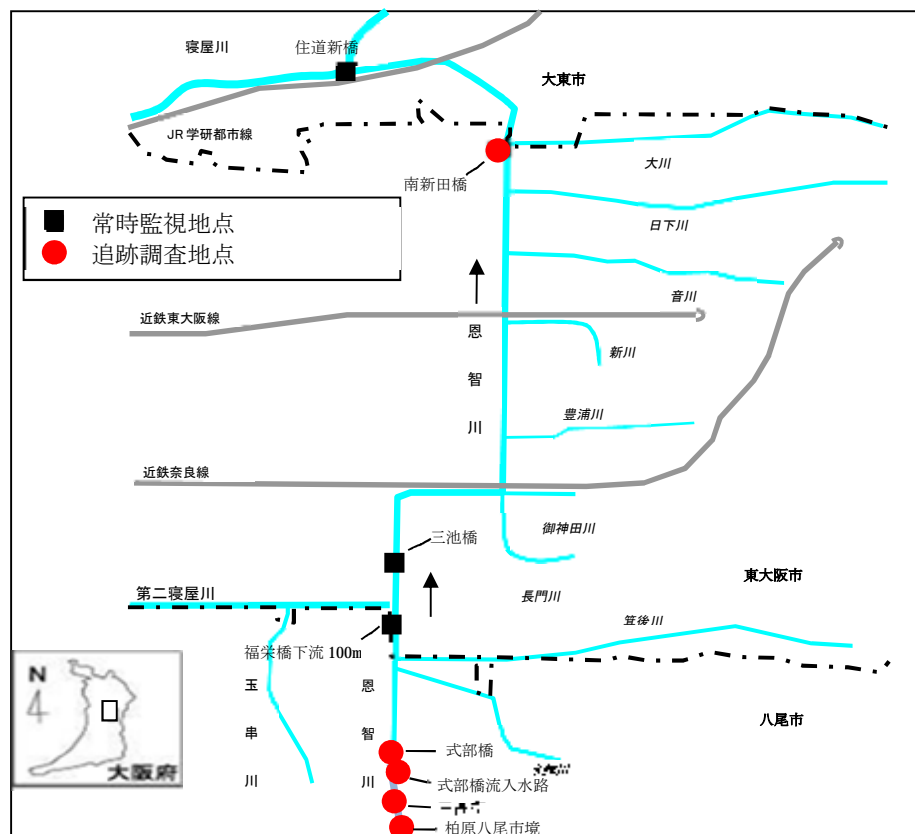 寝屋川
住道新橋
大東市
JR学研都市線
大川
南新田橋
常時監視地点
追跡調査地点
日下川
音川
近鉄東大阪線
恩智川
新川
豊浦川
近鉄奈良線
御神田川
三池橋
東大阪市
第二寝屋川
長門川
箕後川
福栄橋下流 100m
玉串川
恩智川
八尾市
N
大阪府
式部橋
式部橋流入水路
柏原八尾市境